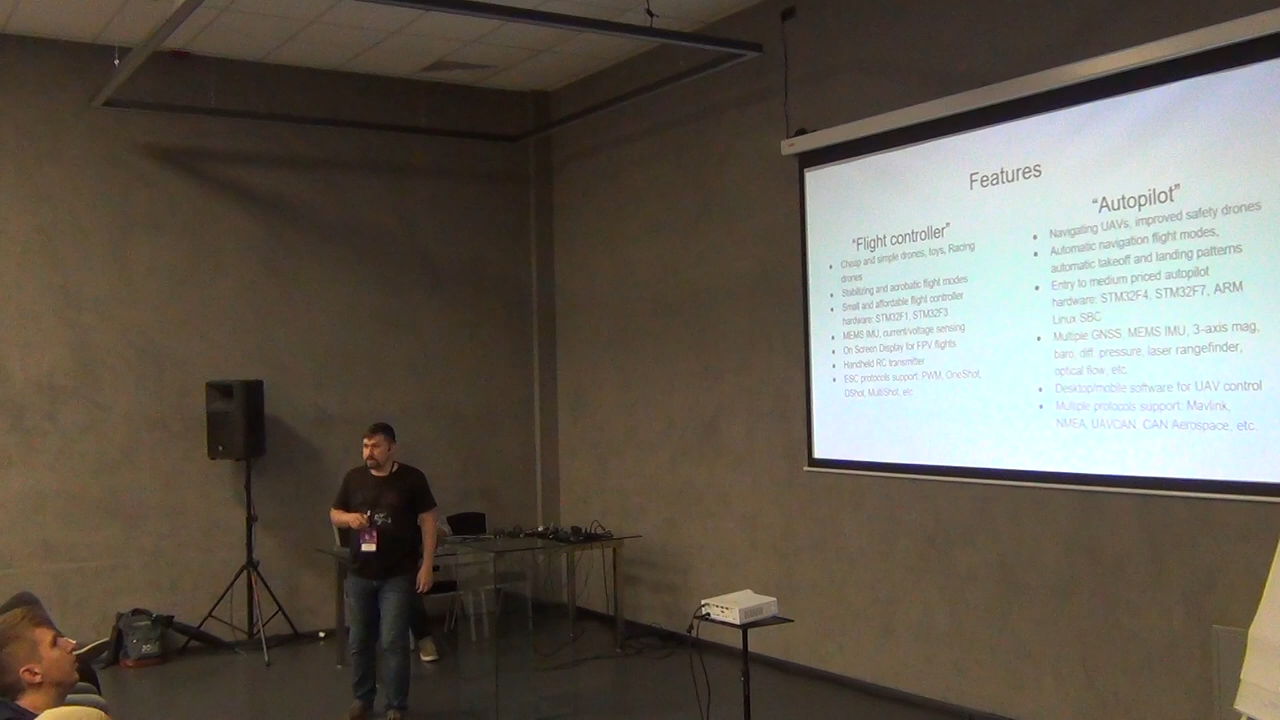 Features
“Flight controller”
Cheap and simple drones, toys, Racing
drones
Stabilizing and acrobatic flight modes
Small and affordable flight controller
hardware: STM32F1, STM32F3
MEMS IMU, current/voltage sensing
On Screen Display for FPV flights
Handheld RC transmitter
ESC protocols support: PWM, OneShot,
DShot, MultiShot, etc
“Autopilot”
Navigating UAVs, improved safety drones
Automatic navigation flight modes,
automatic takeoff and landing patterns
Entry to medium priced autopilot
hardware: STM32F4, STM32F7, ARM
Linux SBC
Multiple GNSS, MEMS IMU, 3-axis mag,
baro, diff. pressure, laser rangefinder,
optical flow, etc.
Desktop/mobile software for UAV control
Multiple protocols support: Mavlink,
NMEA, UAVCAN, CAN Aerospace, etc.